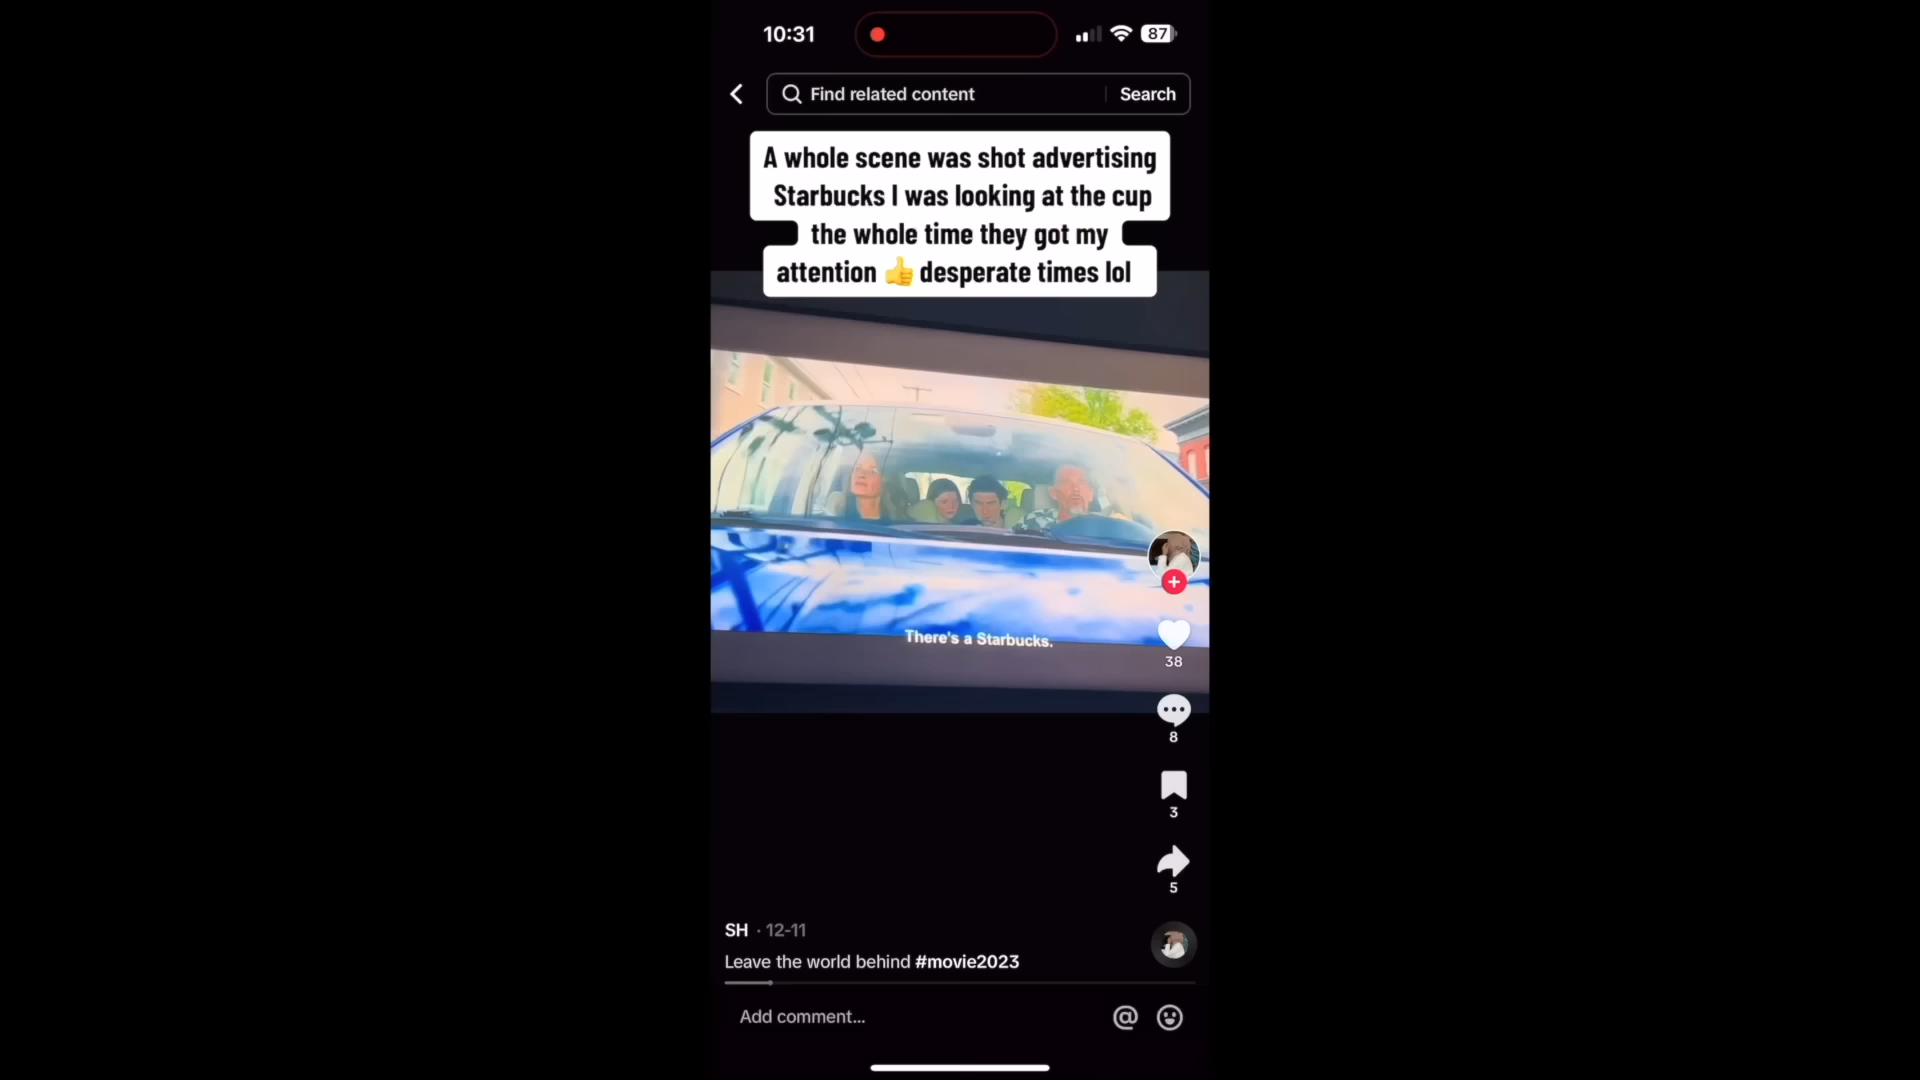 10:31
87
Find related content
Search
A whole scene was shot advertising
Starbucks I was looking at the cup
the whole time they got my
attention 👍 desperate times lol
There's a Starbucks.
38
8
3
5
SH · 12-11
Leave the world behind #movie2023
Add comment...